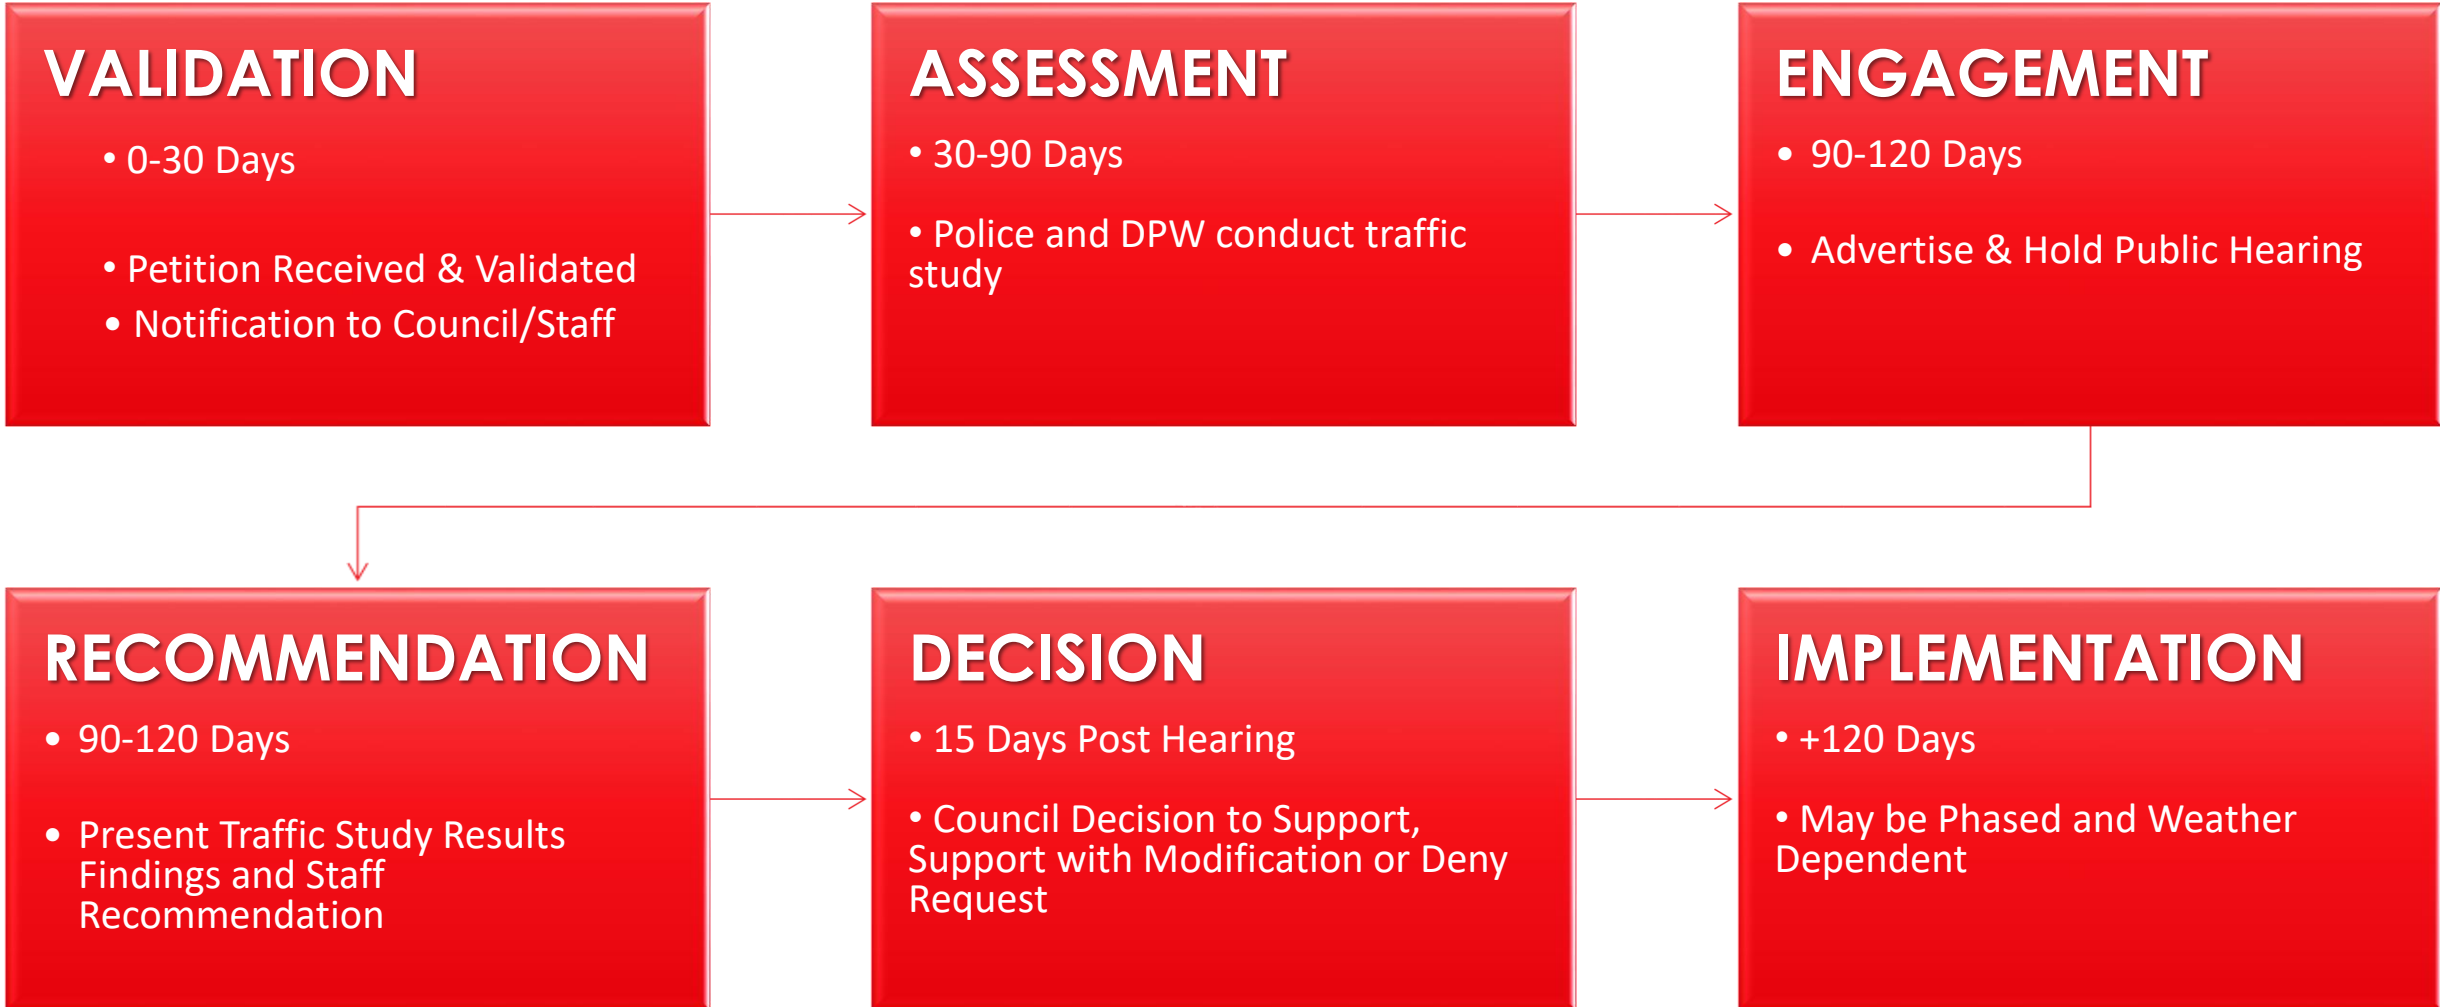 VALIDATION
• 0-30 Days
• Petition Received & Validated
• Notification to Council/Staff
ASSESSMENT
• 30-90 Days
• Police and DPW conduct traffic
study
ENGAGEMENT
• 90-120 Days
• Advertise & Hold Public Hearing
RECOMMENDATION
• 90-120 Days
• Present Traffic Study Results
Findings and Staff
Recommendation
DECISION
• 15 Days Post Hearing
• Council Decision to Support,
Support with Modification or Deny
Request
IMPLEMENTATION
• +120 Days
• May be Phased and Weather
Dependent